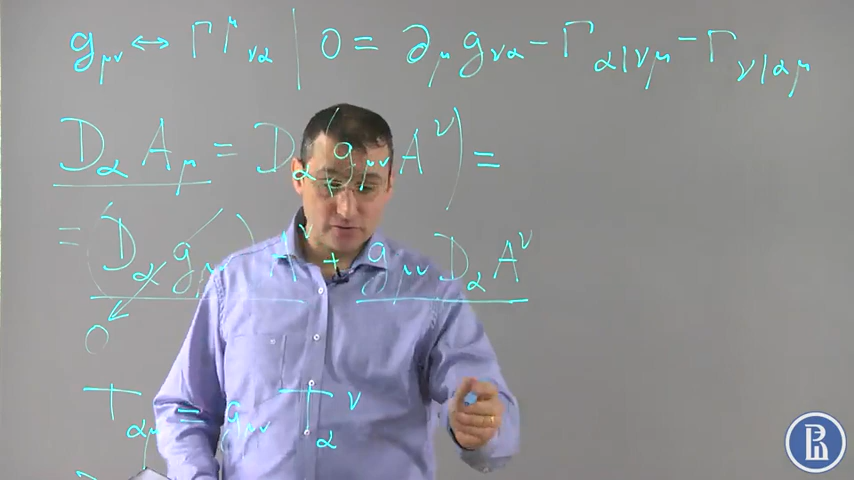 g_{μν} ↔ Γ^{μ}_{να} | 0 = ∂_μ g_{να} − Γ_{α|νμ} − Γ_{ν|αμ}
D_α A_μ = D_α (g_{μν} A^ν) =
= (D_α g_{μν}) A^ν + g_{μν} D_α A^ν
0
T_{αμ} = g_{μν} T_α^ν